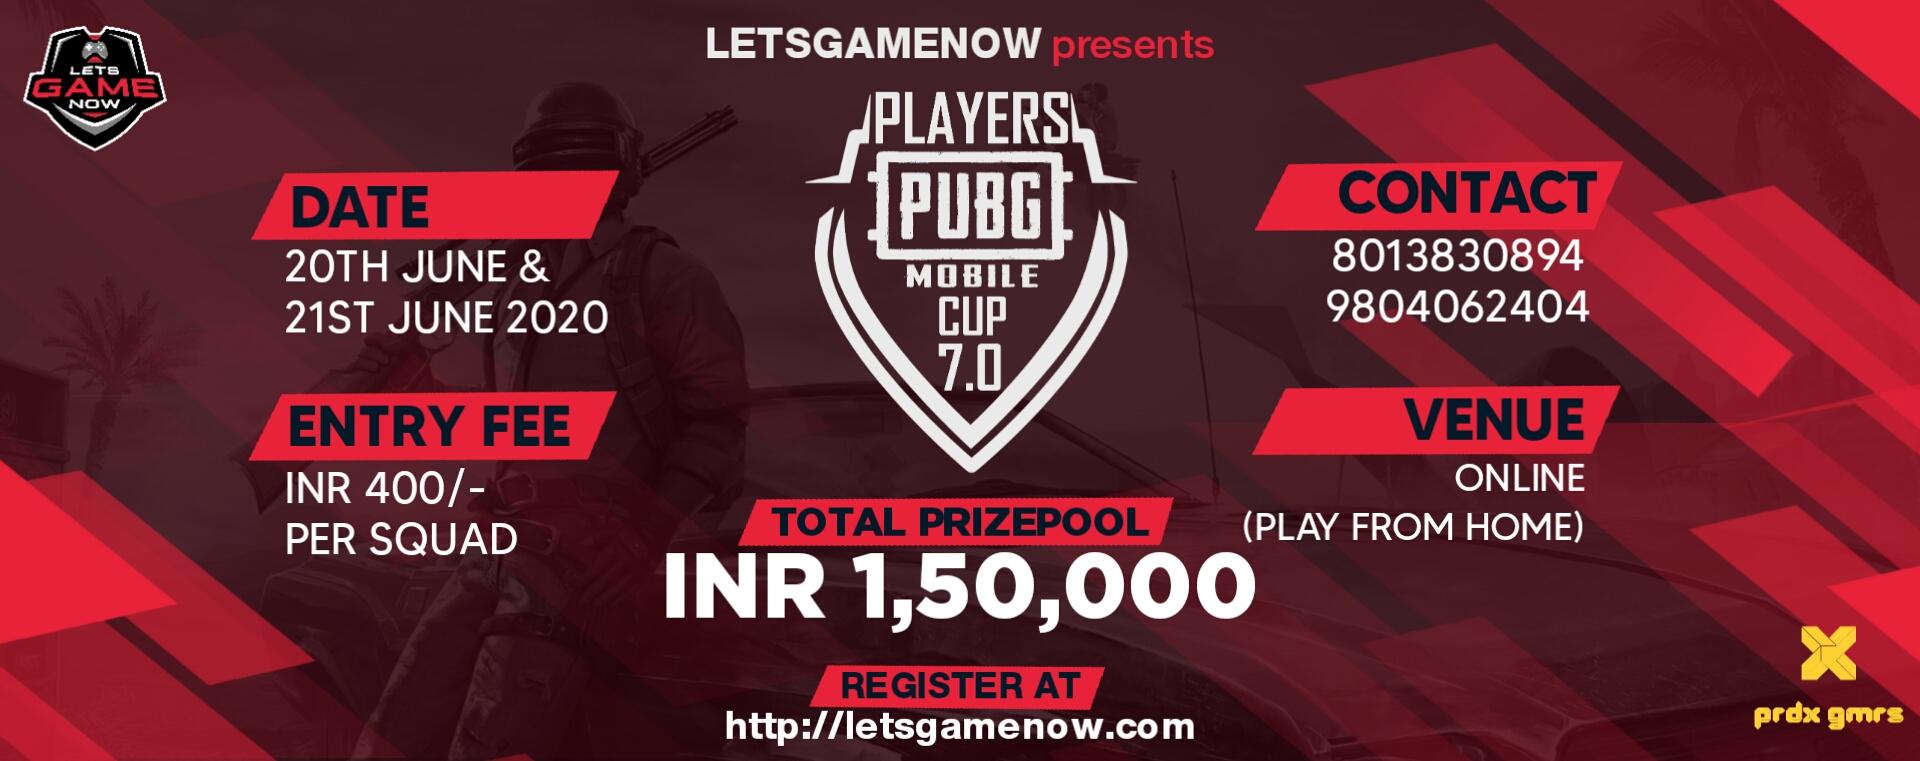 LETS
GAME
NOW
LETSGAMENOW presents
PLAYERS
PUBG
MOBILE
CUP
7.0
DATE
20TH JUNE &
21ST JUNE 2020
ENTRY FEE
INR 400/-
PER SQUAD
CONTACT
8013830894
9804062404
VENUE
ONLINE
(PLAY FROM HOME)
TOTAL PRIZEPOOL
INR 1,50,000
REGISTER AT
http://letsgamenow.com
prdx gmrs